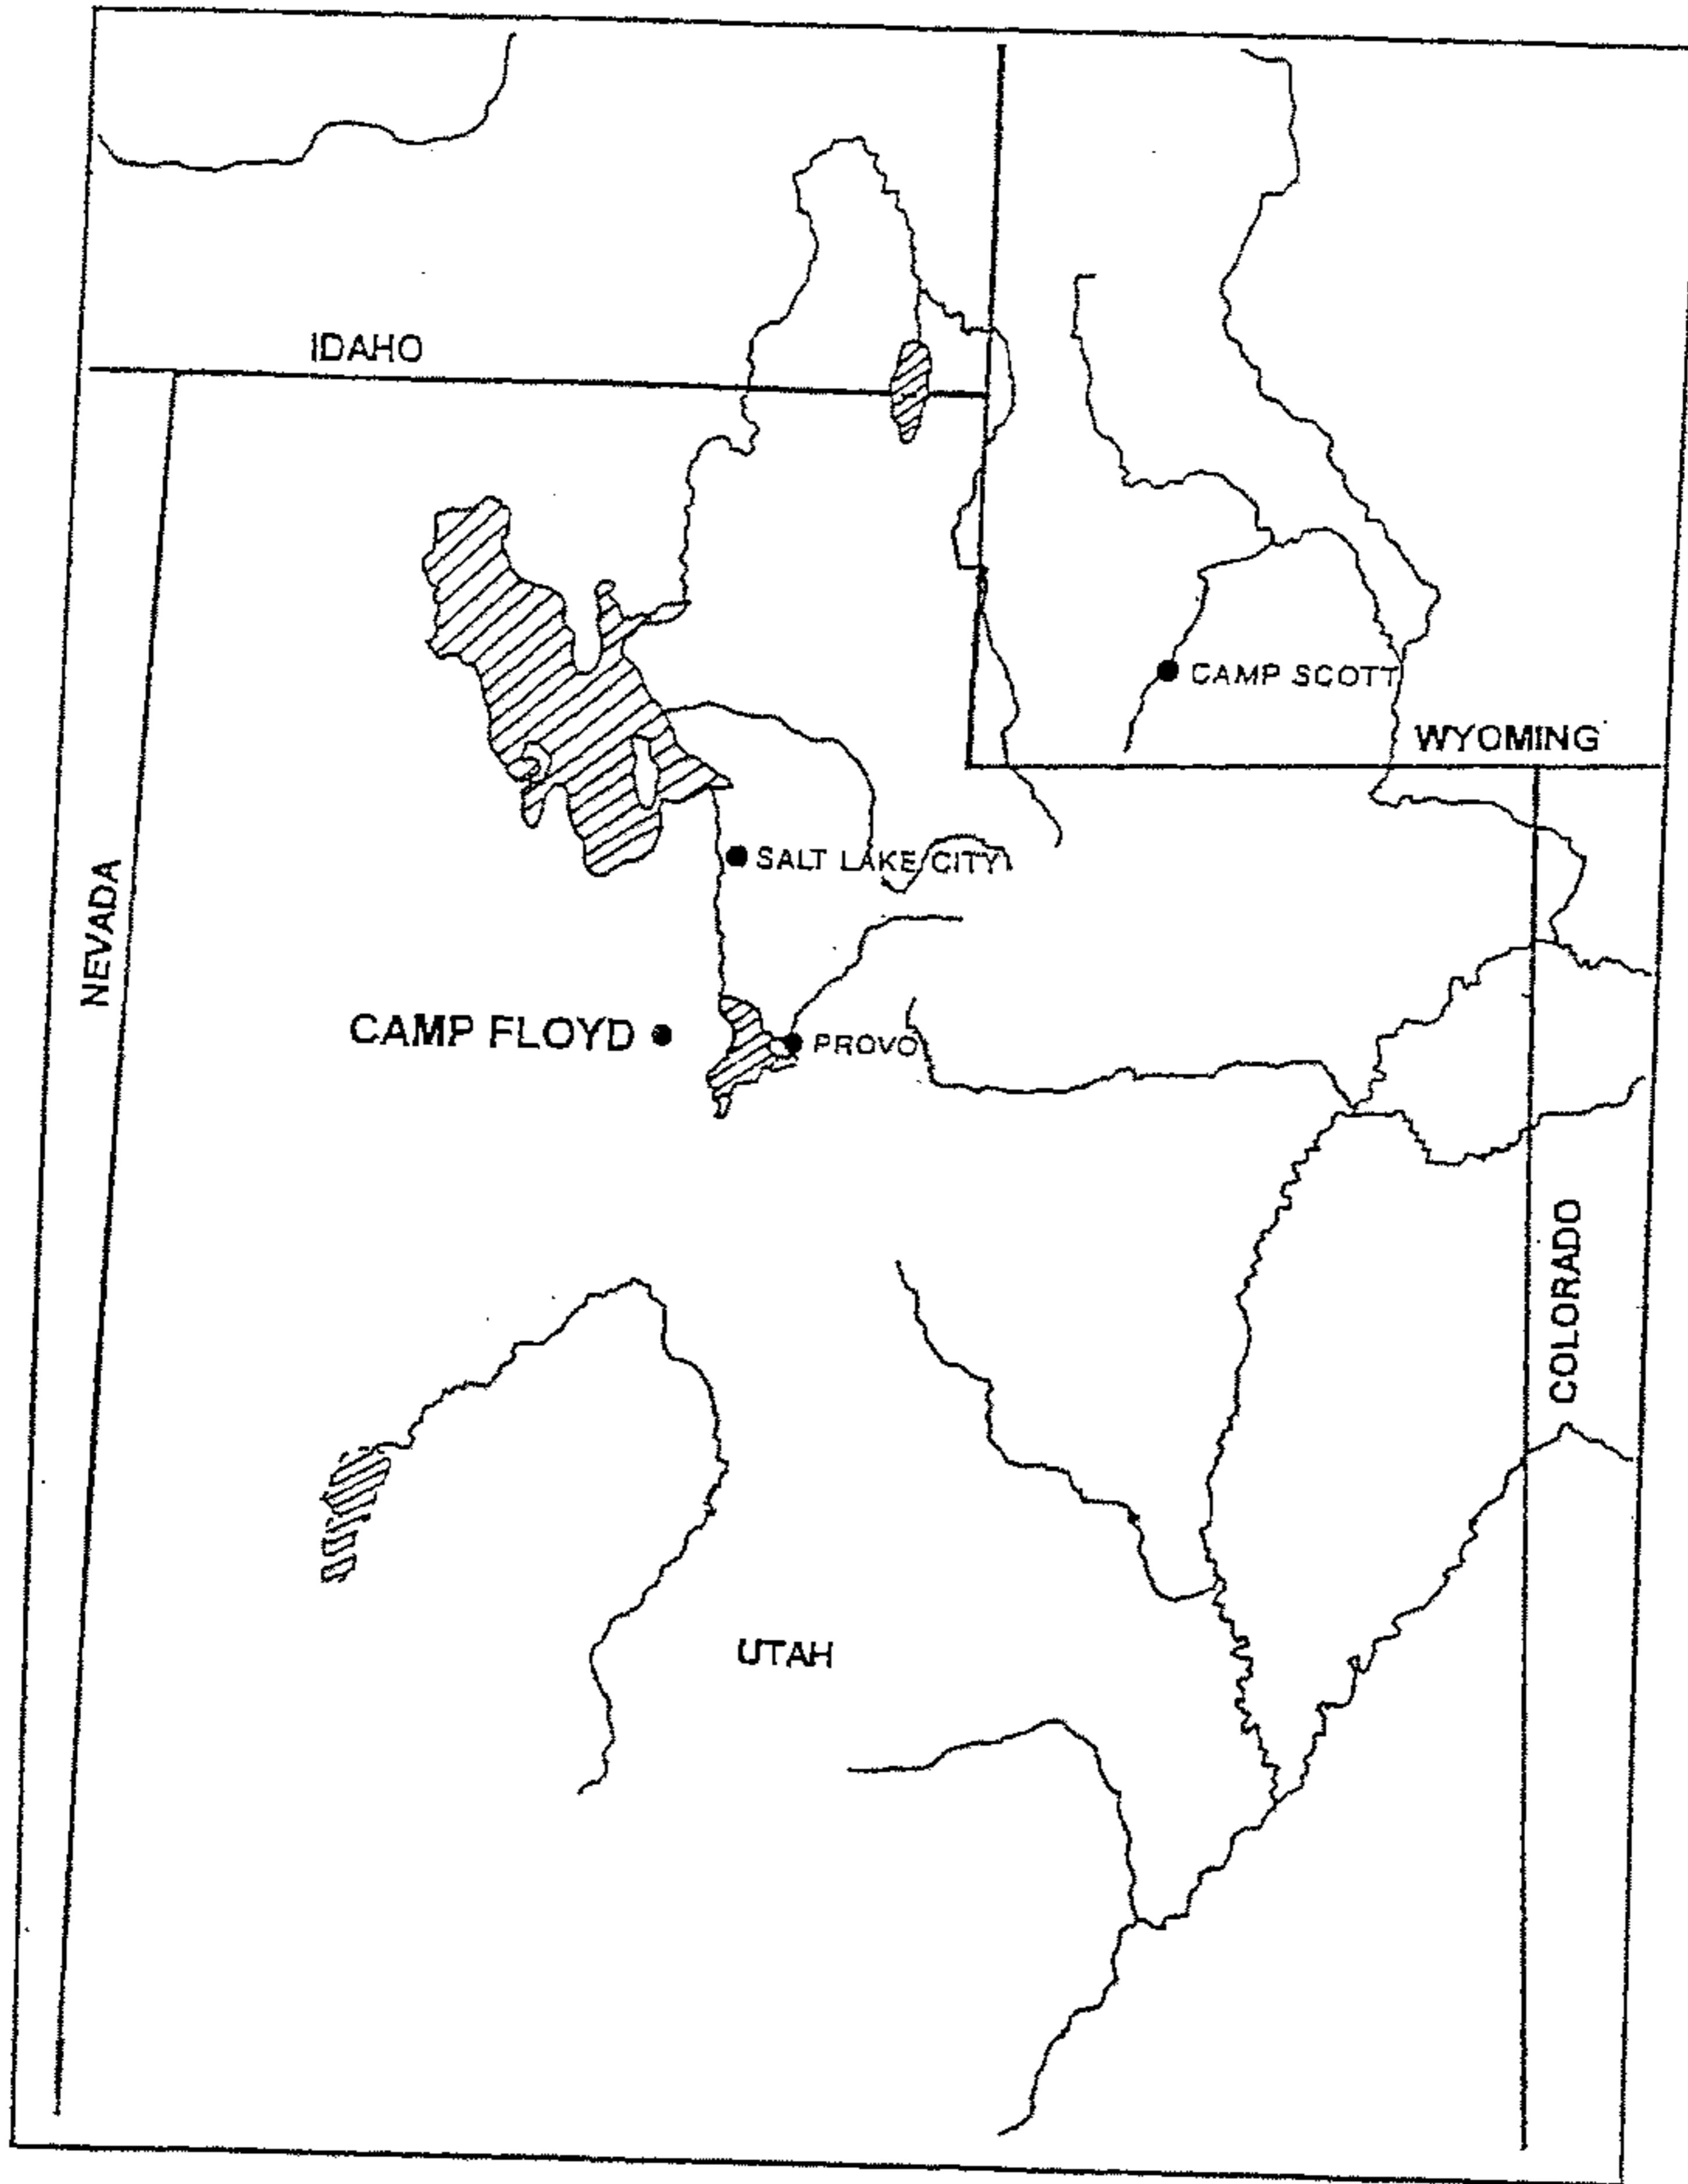 IDAHO
CAMP SCOTT
WYOMING
SALT LAKE CITY
NEVADA
CAMP FLOYD
PROVO
COLORADO
UTAH